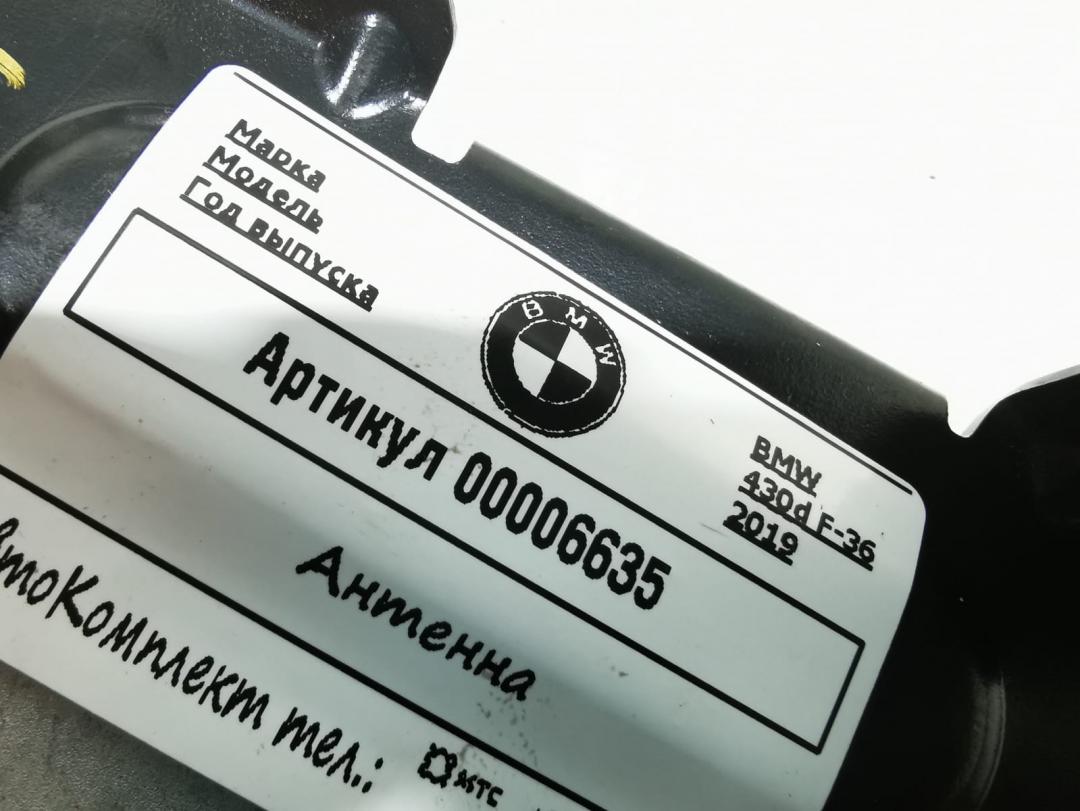 Марка
Модель
Год выпуска
BMW
BMW
430d F-36
2019
Артикул 00006635
Антенна
втоКомплект тел.:
мтс